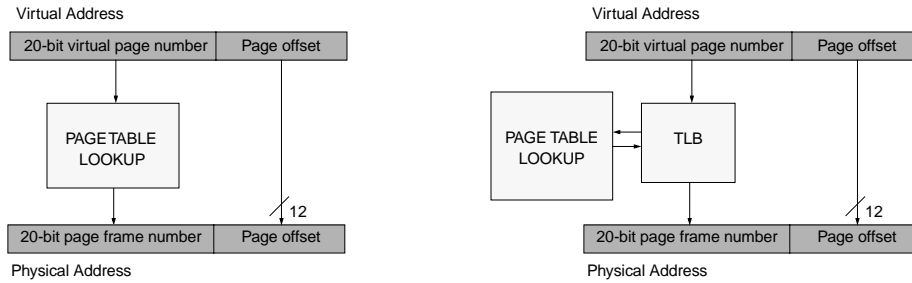 Virtual Address
20-bit virtual page number Page offset
PAGE TABLE
LOOKUP
12
20-bit page frame number Page offset
Physical Address
Virtual Address
20-bit virtual page number Page offset
PAGE TABLE
LOOKUP
TLB
12
20-bit page frame number Page offset
Physical Address